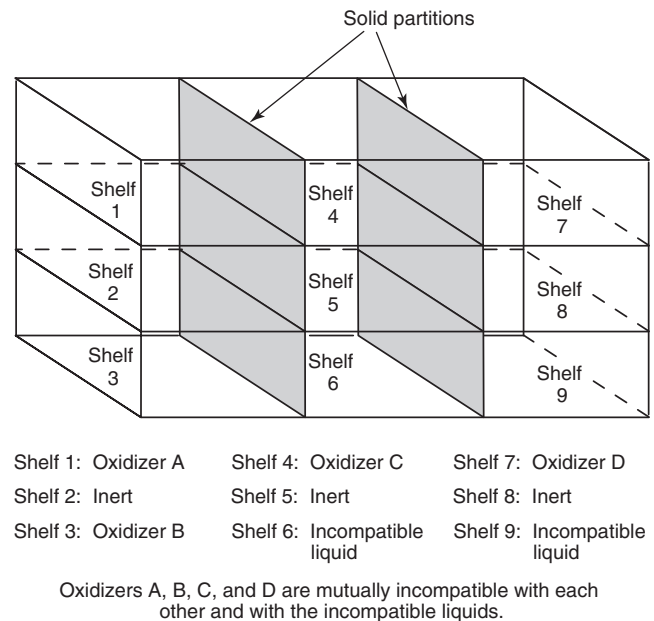 Solid partitions
Shelf
1
Shelf
4
Shelf
7
Shelf
2
Shelf
5
Shelf
8
Shelf
3
Shelf
6
Shelf
9
Shelf 1: Oxidizer A Shelf 4: Oxidizer C Shelf 7: Oxidizer D
Shelf 2: Inert Shelf 5: Inert Shelf 8: Inert
Shelf 3: Oxidizer B Shelf 6: Incompatible Shelf 9: Incompatible
liquid liquid
Oxidizers A, B, C, and D are mutually incompatible with each
other and with the incompatible liquids.